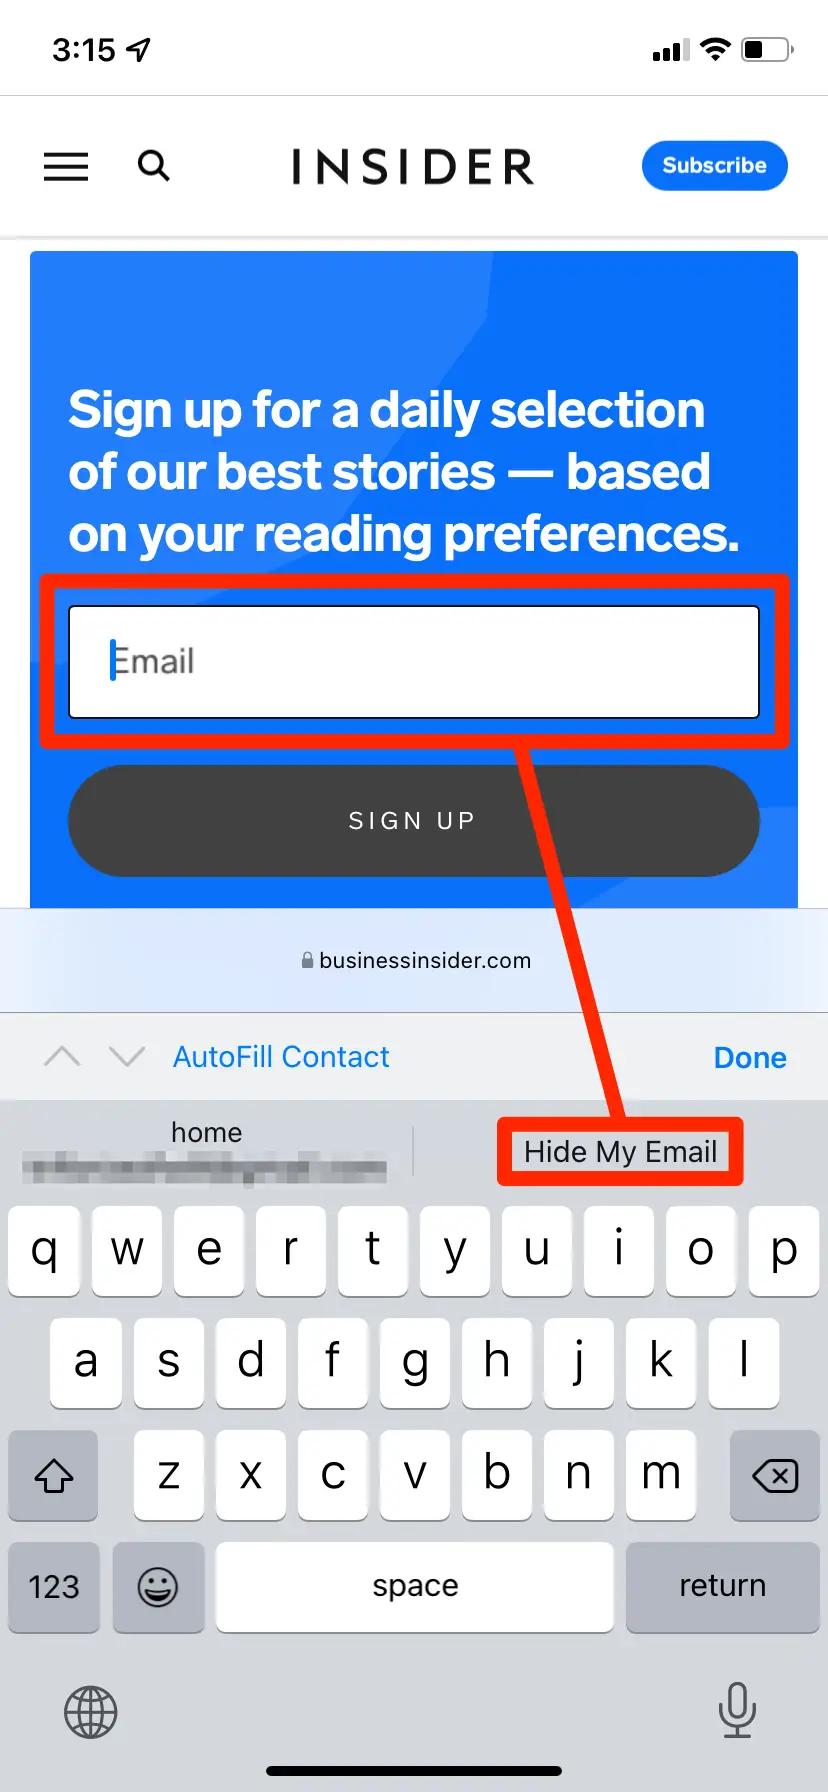 3:15
INSIDER
Subscribe
Sign up for a daily selection
of our best stories — based
on your reading preferences.
Email
SIGN UP
businessinsider.com
AutoFill Contact
Done
home
Hide My Email
q w e r t y u i o p
a s d f g h j k l
z x c v b n m
123
space
return